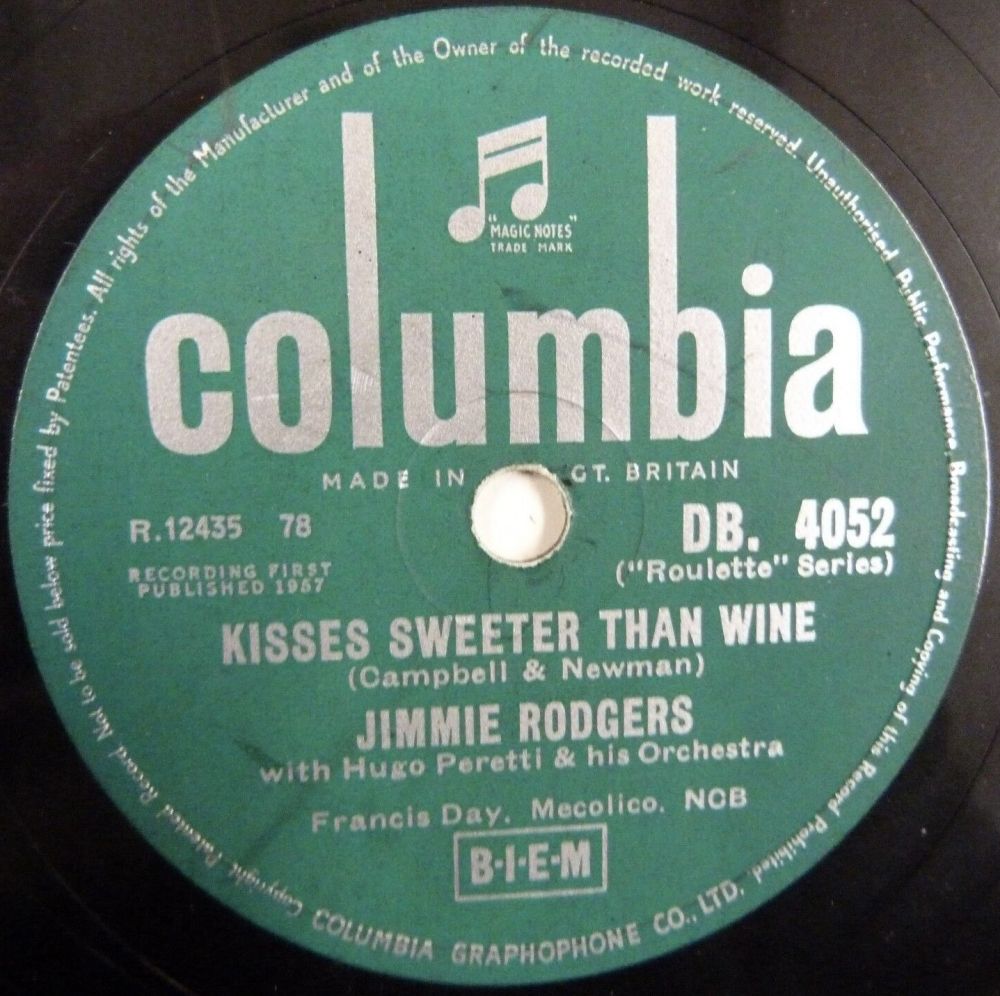 "MAGIC NOTES"
TRADE MARK
columbia
MADE IN GT. BRITAIN
R.12435 78
DB. 4052
RECORDING FIRST
PUBLISHED 1957
("Roulette" Series)
KISSES SWEETER THAN WINE
(Campbell & Newman)
JIMMIE RODGERS
with Hugo Peretti & his Orchestra
Francis Day. Mecolico. NCB
B·I·E·M
Copyright. Patented Record Not to be sold below price fixed by Patentees. All rights of the Manufacturer and of the Owner of the recorded work reserved. Unauthorised Public Performance, Broadcasting and Copying of this Record Prohibited.
COLUMBIA GRAPHOPHONE CO., LTD.